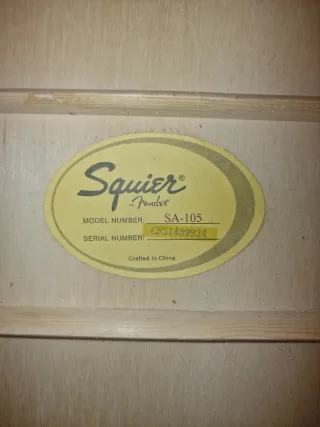 Squier®
by Fender
MODEL NUMBER: SA-105
SERIAL NUMBER:
Crafted in China